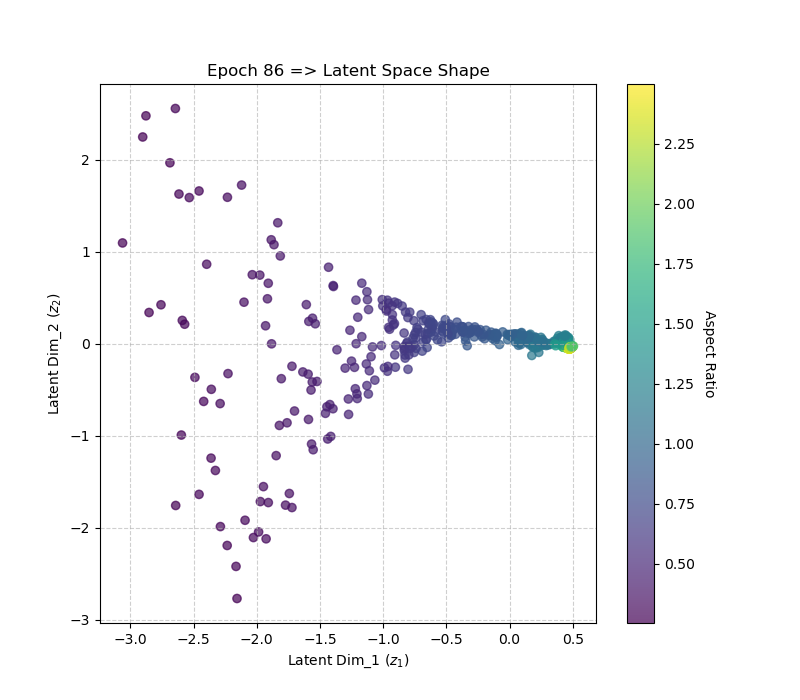 Epoch 86 => Latent Space Shape
2
1
0
−1
−2
−3
Latent Dim_2 (z₂)
−3.0 −2.5 −2.0 −1.5 −1.0 −0.5 0.0 0.5
Latent Dim_1 (z₁)
2.25
2.00
1.75
1.50
1.25
1.00
0.75
0.50
Aspect Ratio